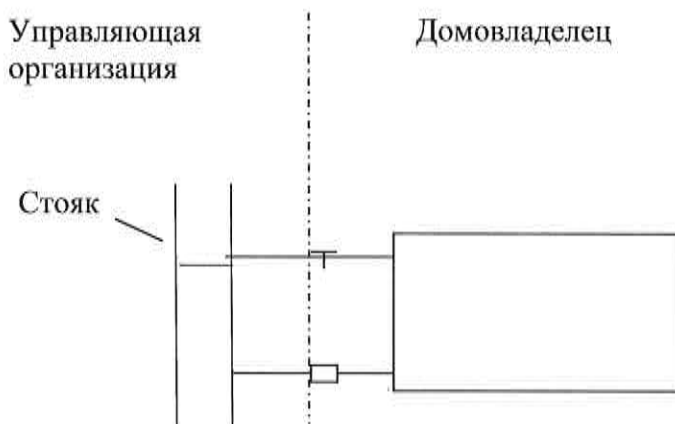 Управляющая
организация
Домовладелец
Стояк